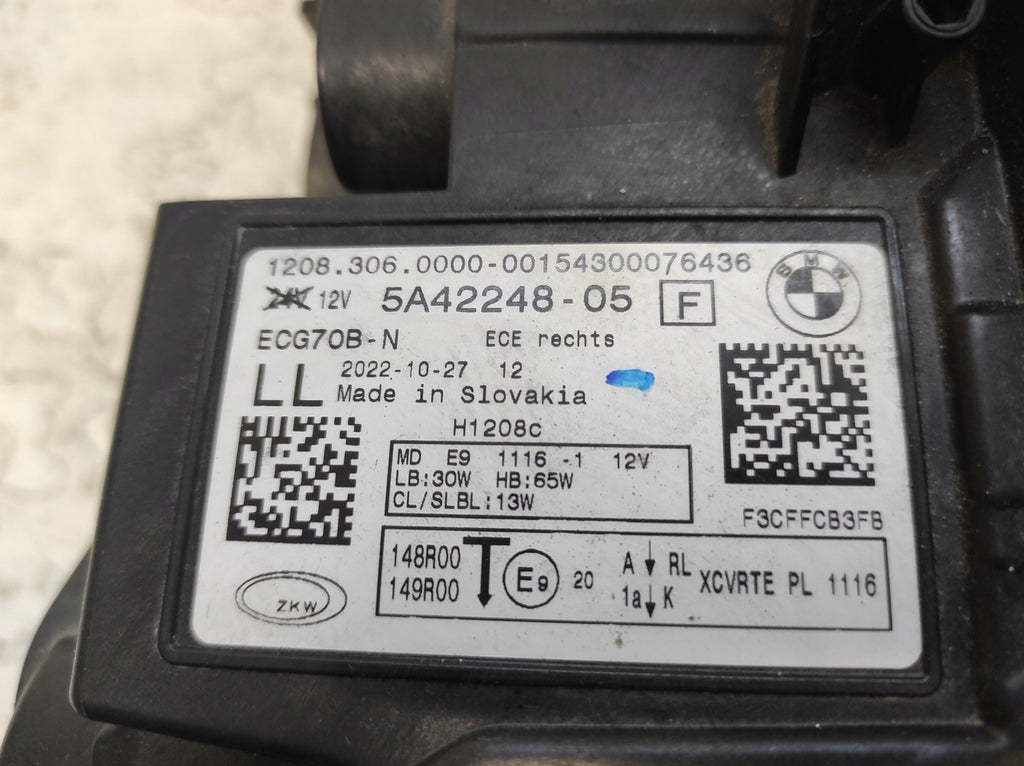 1208.306.0000-00154300076436
24V 12V 5A42248-05 F
BMW
ECG70B-N ECE rechts
2022-10-27 12
LL Made in Slovakia
H1208c
MD E9 1116 -1 12V
LB:30W HB:65W
CL/SLBL:13W
F3CFFCB3FB
148R00
149R00
E9 20
A RL
1a K
XCVRTE PL 1116
ZKW